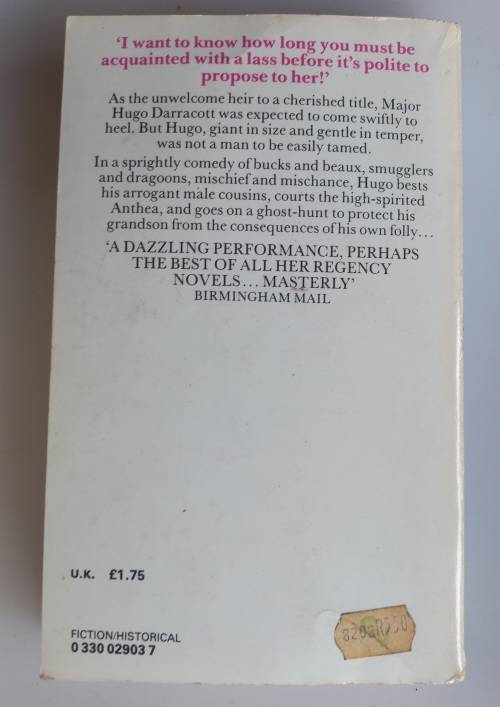 ‘I want to know how long you must be
acquainted with a lass before it’s polite to
propose to her!’
As the unwelcome heir to a cherished title, Major
Hugo Darracott was expected to come swiftly to
heel. But Hugo, giant in size and gentle in temper,
was not a man to be easily tamed.
In a sprightly comedy of bucks and beaux, smugglers
and dragoons, mischief and mischance, Hugo bests
his arrogant male cousins, courts the high-spirited
Anthea, and goes on a ghost-hunt to protect his
grandson from the consequences of his own folly...
‘A DAZZLING PERFORMANCE, PERHAPS
THE BEST OF ALL HER REGENCY
NOVELS... MASTERLY’
BIRMINGHAM MAIL
U.K. £1.75
FICTION/HISTORICAL
0 330 02903 7